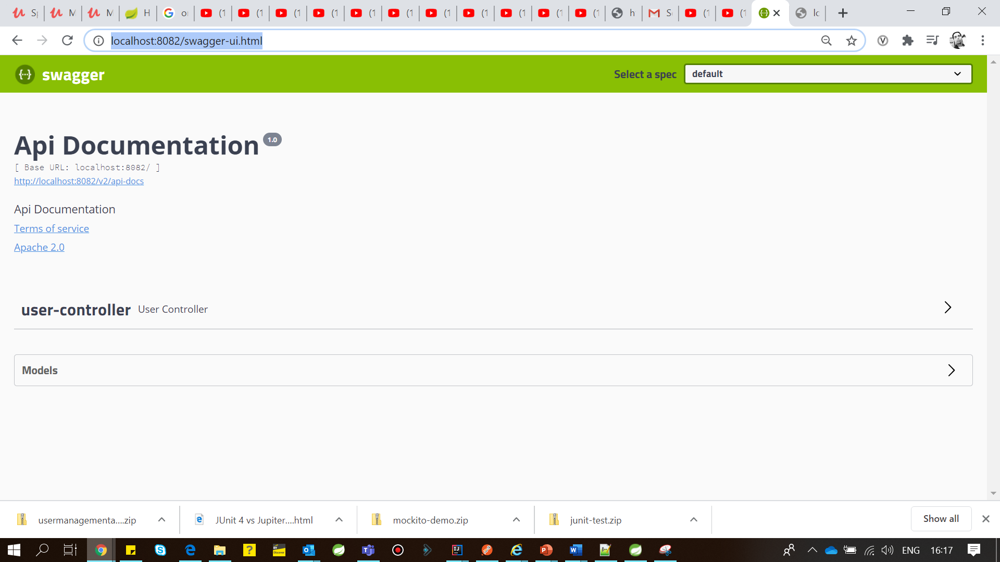 Sp M M H o (1 (1 (1 (1 (1 (1 (1 (1 (1 (1 (1 h S (1 (1 lo
localhost:8082/swagger-ui.html
swagger Select a spec default
Api Documentation 1.0
[ Base URL: localhost:8082/ ]
http://localhost:8082/v2/api-docs
Api Documentation
Terms of service
Apache 2.0
user-controller User Controller
Models
usermanagementa....zip JUnit 4 vs Jupiter....html mockito-demo.zip junit-test.zip Show all
ENG 16:17